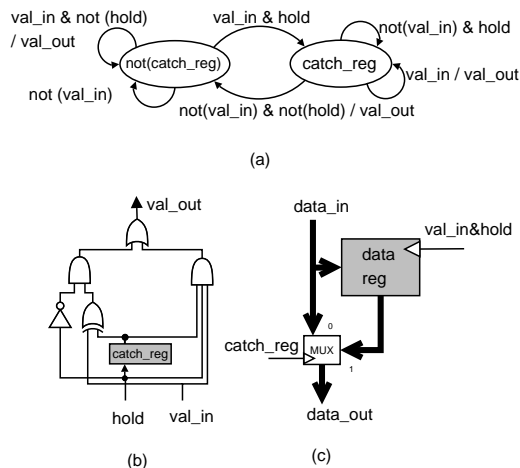 val_in & not (hold)
/ val_out
val_in & hold
not(val_in) & hold
not(catch_reg)
catch_reg
val_in / val_out
not (val_in)
not(val_in) & not(hold) / val_out
(a)
val_out
data_in
val_in&hold
data
reg
catch_reg
0
MUX
1
catch_reg
hold
val_in
data_out
(b)
(c)